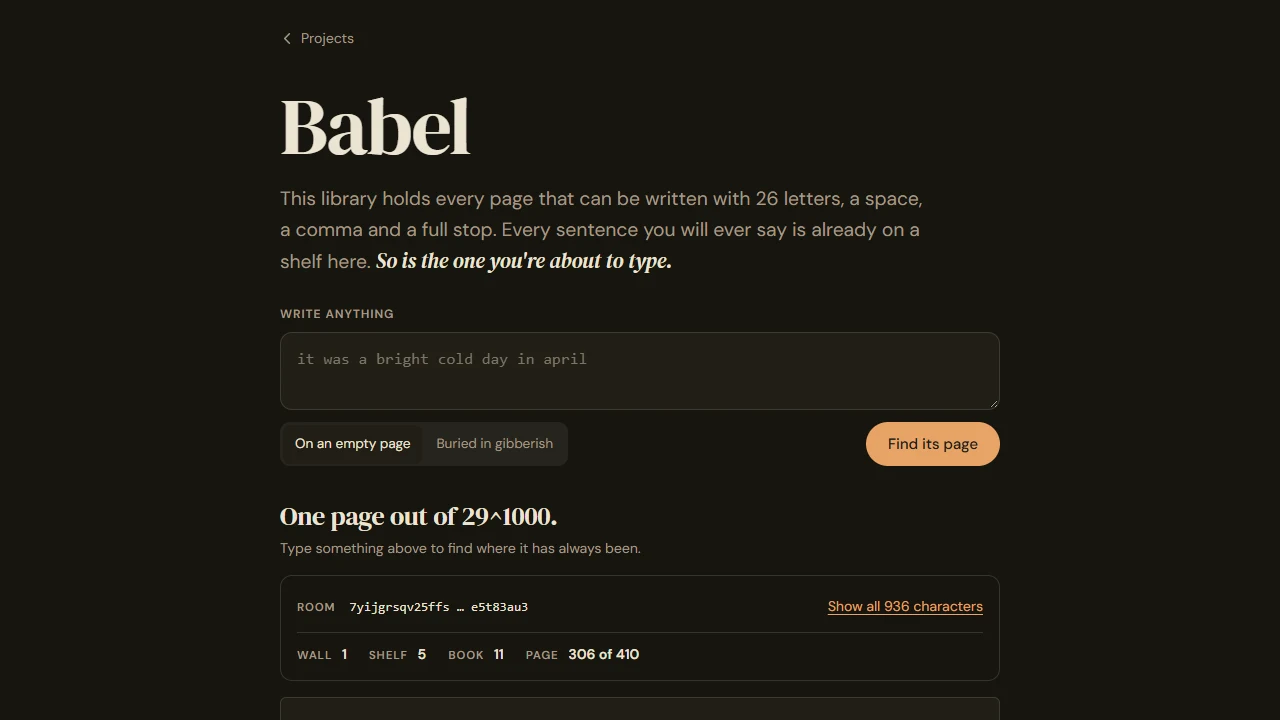 Projects
Babel
This library holds every page that can be written with 26 letters, a space,
a comma and a full stop. Every sentence you will ever say is already on a
shelf here. So is the one you're about to type.
WRITE ANYTHING
it was a bright cold day in april
On an empty page Buried in gibberish Find its page
One page out of 29^1000.
Type something above to find where it has always been.
ROOM 7yijgrsqv25ffs … e5t83au3 Show all 936 characters
WALL 1 SHELF 5 BOOK 11 PAGE 306 of 410